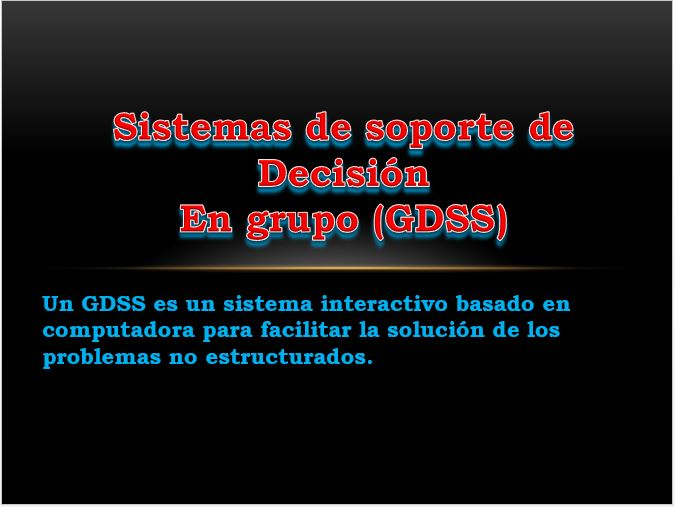 Sistemas de soporte de
Decisión
En grupo (GDSS)
Un GDSS es un sistema interactivo basado en
computadora para facilitar la solución de los
problemas no estructurados.